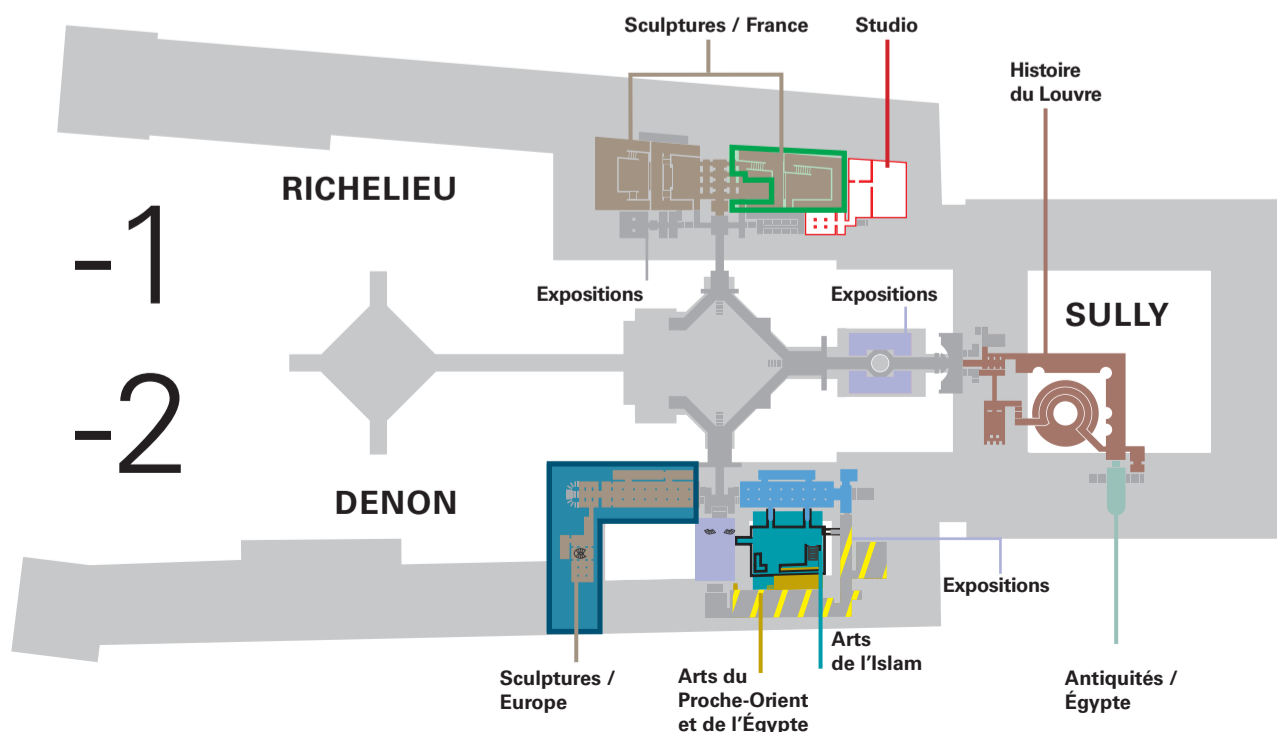 Sculptures / France
Studio
Histoire
du Louvre
RICHELIEU
-1
Expositions
Expositions
SULLY
-2
DENON
Expositions
Sculptures /
Europe
Arts du
Proche-Orient
et de l’Égypte
Arts
de l’Islam
Antiquités /
Égypte